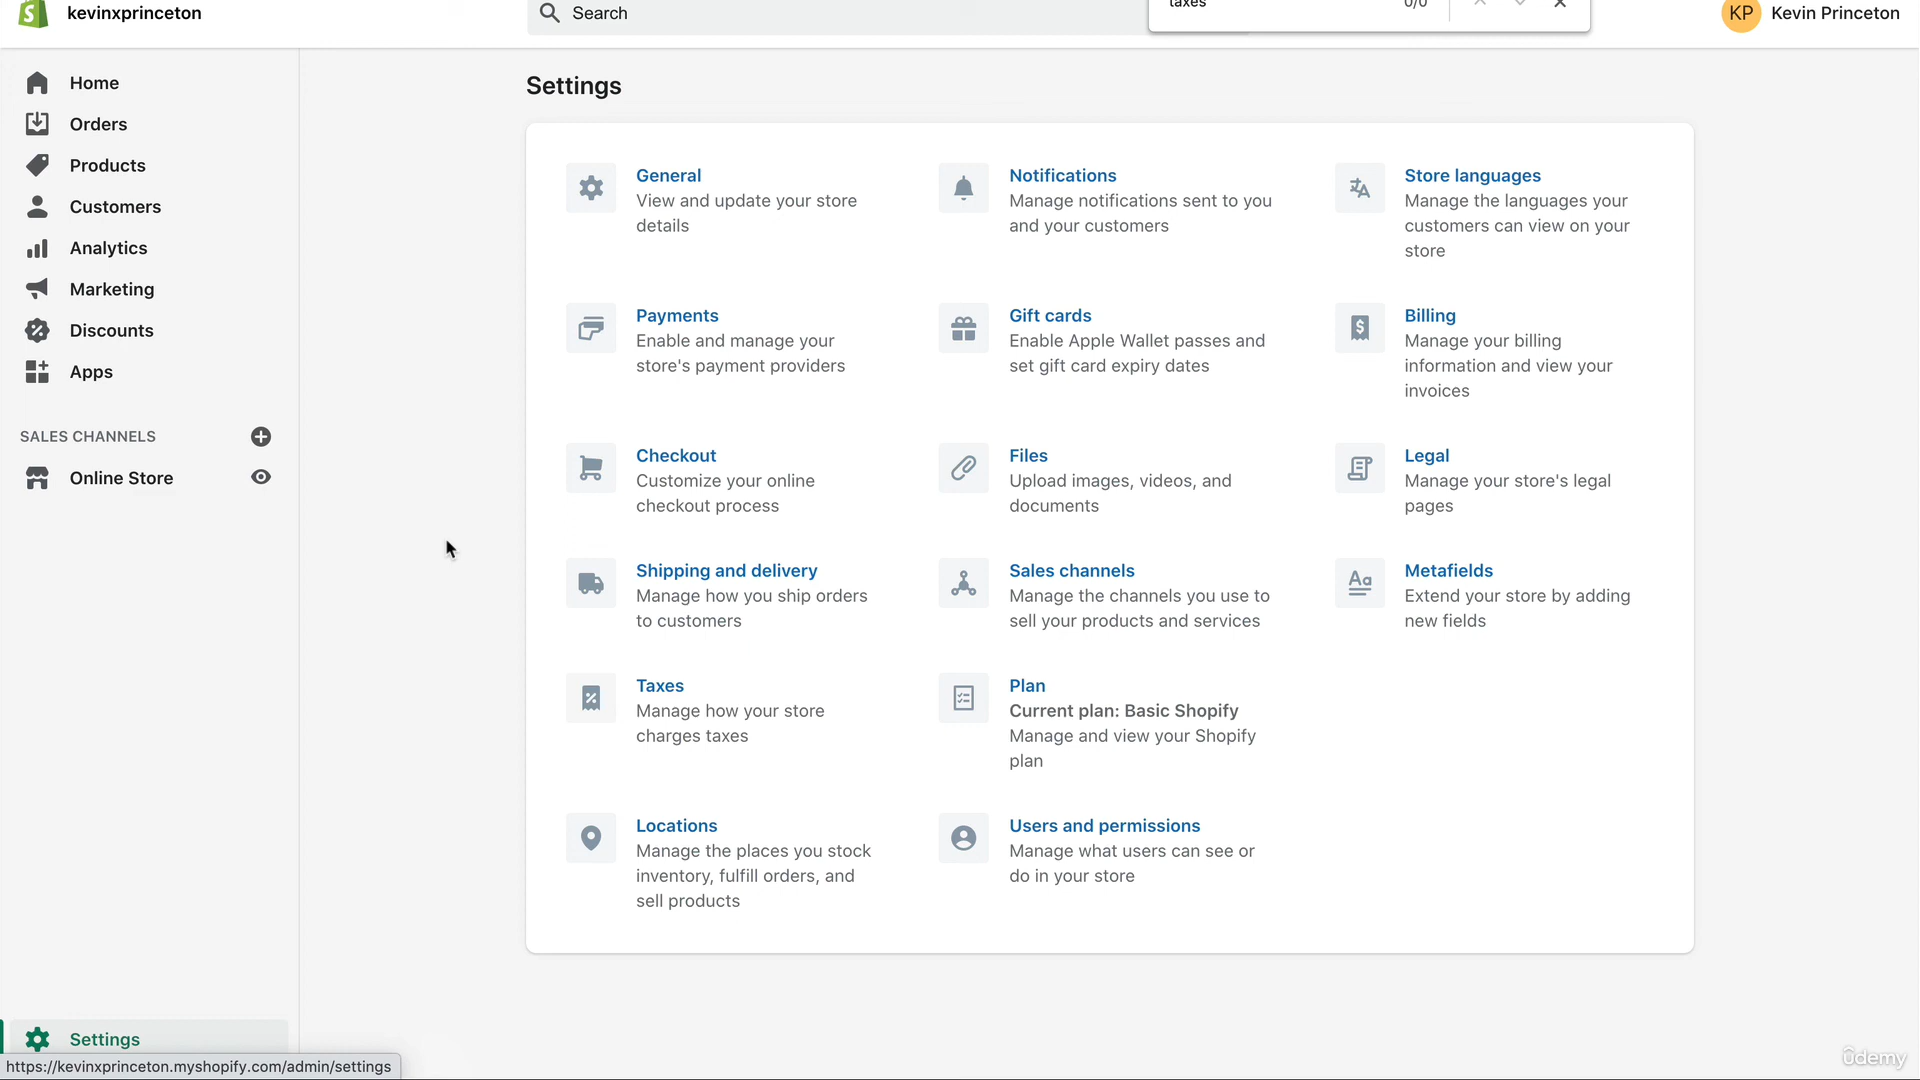 kevinxprinceton
Search
taxes
0/0
KP
Kevin Princeton
Home
Orders
Products
Customers
Analytics
Marketing
Discounts
Apps
SALES CHANNELS
Online Store
Settings
https://kevinxprinceton.myshopify.com/admin/settings
Settings
General
View and update your store
details
Notifications
Manage notifications sent to you
and your customers
Store languages
Manage the languages your
customers can view on your
store
Payments
Enable and manage your
store's payment providers
Gift cards
Enable Apple Wallet passes and
set gift card expiry dates
Billing
Manage your billing
information and view your
invoices
Checkout
Customize your online
checkout process
Files
Upload images, videos, and
documents
Legal
Manage your store's legal
pages
Shipping and delivery
Manage how you ship orders
to customers
Sales channels
Manage the channels you use to
sell your products and services
Metafields
Extend your store by adding
new fields
Taxes
Manage how your store
charges taxes
Plan
Current plan: Basic Shopify
Manage and view your Shopify
plan
Locations
Manage the places you stock
inventory, fulfill orders, and
sell products
Users and permissions
Manage what users can see or
do in your store
udemy